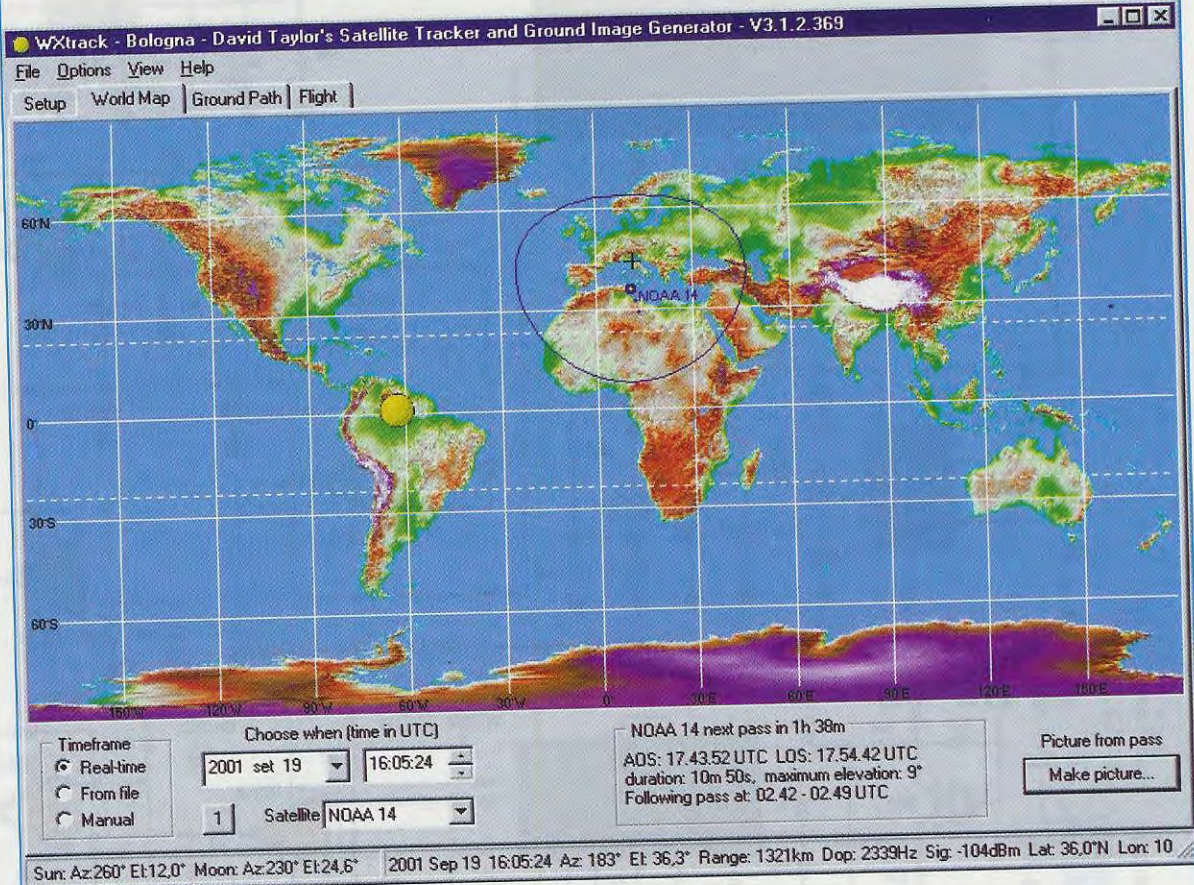 WXtrack - Bologna - David Taylor's Satellite Tracker and Ground Image Generator - V3.1.2.369
File Options View Help
Setup World Map Ground Path Flight
60°N
NOAA 14
30°N
0°
30°S
60°S
150°W 120°W 90°W 60°W 30°W 0° 30°E 60°E 90°E 120°E 150°E
Timeframe
Real-time
From file
Manual
Choose when (time in UTC)
2001 set 19 16:05:24
1 Satellite NOAA 14
NOAA 14 next pass in 1h 38m
AOS: 17.43.52 UTC LOS: 17.54.42 UTC
duration: 10m 50s, maximum elevation: 9°
Following pass at: 02.42 - 02.49 UTC
Picture from pass
Make picture...
Sun: Az:260° El:12,0° Moon: Az:230° El:24,6° 2001 Sep 19 16:05:24 Az: 183° El: 36,3° Range: 1321km Dop: 2339Hz Sig: -104dBm Lat: 36,0°N Lon: 10